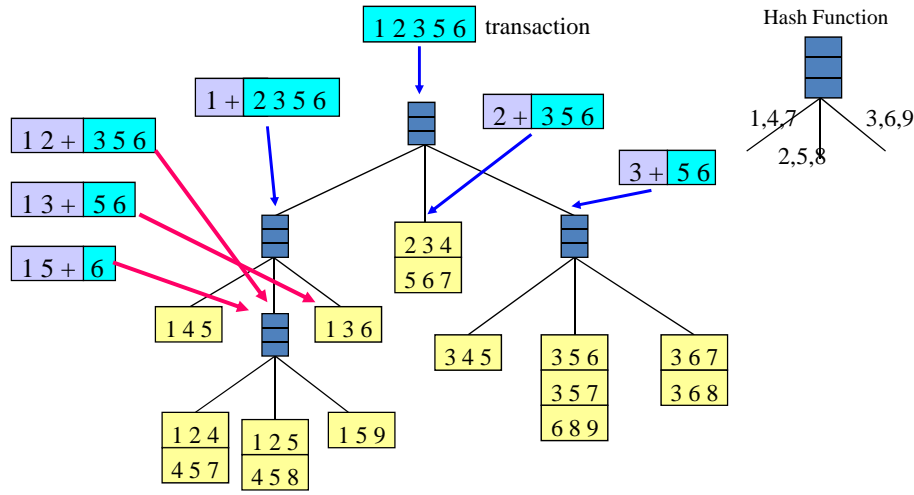 1 2 3 5 6 transaction
Hash Function
1 + 2 3 5 6
2 + 3 5 6
1,4,7
3,6,9
2,5,8
1 2 + 3 5 6
3 + 5 6
1 3 + 5 6
1 5 + 6
2 3 4
5 6 7
1 4 5
1 3 6
3 4 5
3 5 6
3 6 7
3 5 7
3 6 8
6 8 9
1 2 4
1 2 5
1 5 9
4 5 7
4 5 8